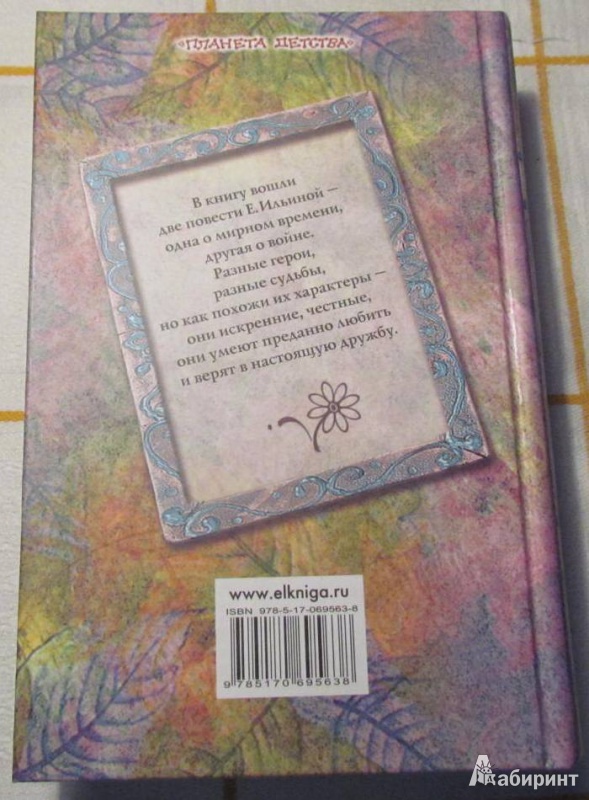 «ПЛАНЕТА ДЕТСТВА»
В книгу вошли
две повести Е. Ильиной —
одна о мирном времени,
другая о войне.
Разные герои,
разные судьбы,
но как похожи их характеры —
они искренние, честные,
они умеют преданно любить
и верят в настоящую дружбу.
www.elkniga.ru
ISBN 978-5-17-069563-8
9 785170 695638
Лабиринт